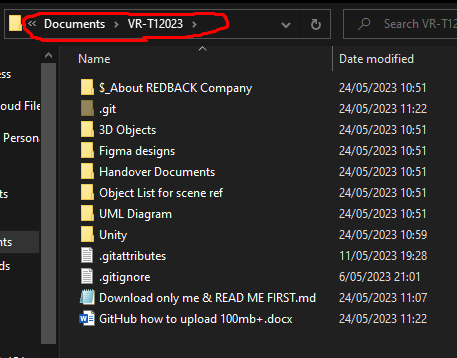 « Documents > VR-T12023 >
Search VR-T1
Name Date modified
$_About REDBACK Company 24/05/2023 10:51
.git 24/05/2023 11:22
3D Objects 24/05/2023 10:51
Figma designs 24/05/2023 10:51
Handover Documents 24/05/2023 10:51
Object List for scene ref 24/05/2023 10:51
UML Diagram 24/05/2023 10:51
Unity 24/05/2023 10:59
.gitattributes 11/05/2023 19:28
.gitignore 6/05/2023 21:01
Download only me & READ ME FIRST.md 24/05/2023 11:07
GitHub how to upload 100mb+.docx 24/05/2023 11:22
ess
oud File
Persona
ts
nts
ds